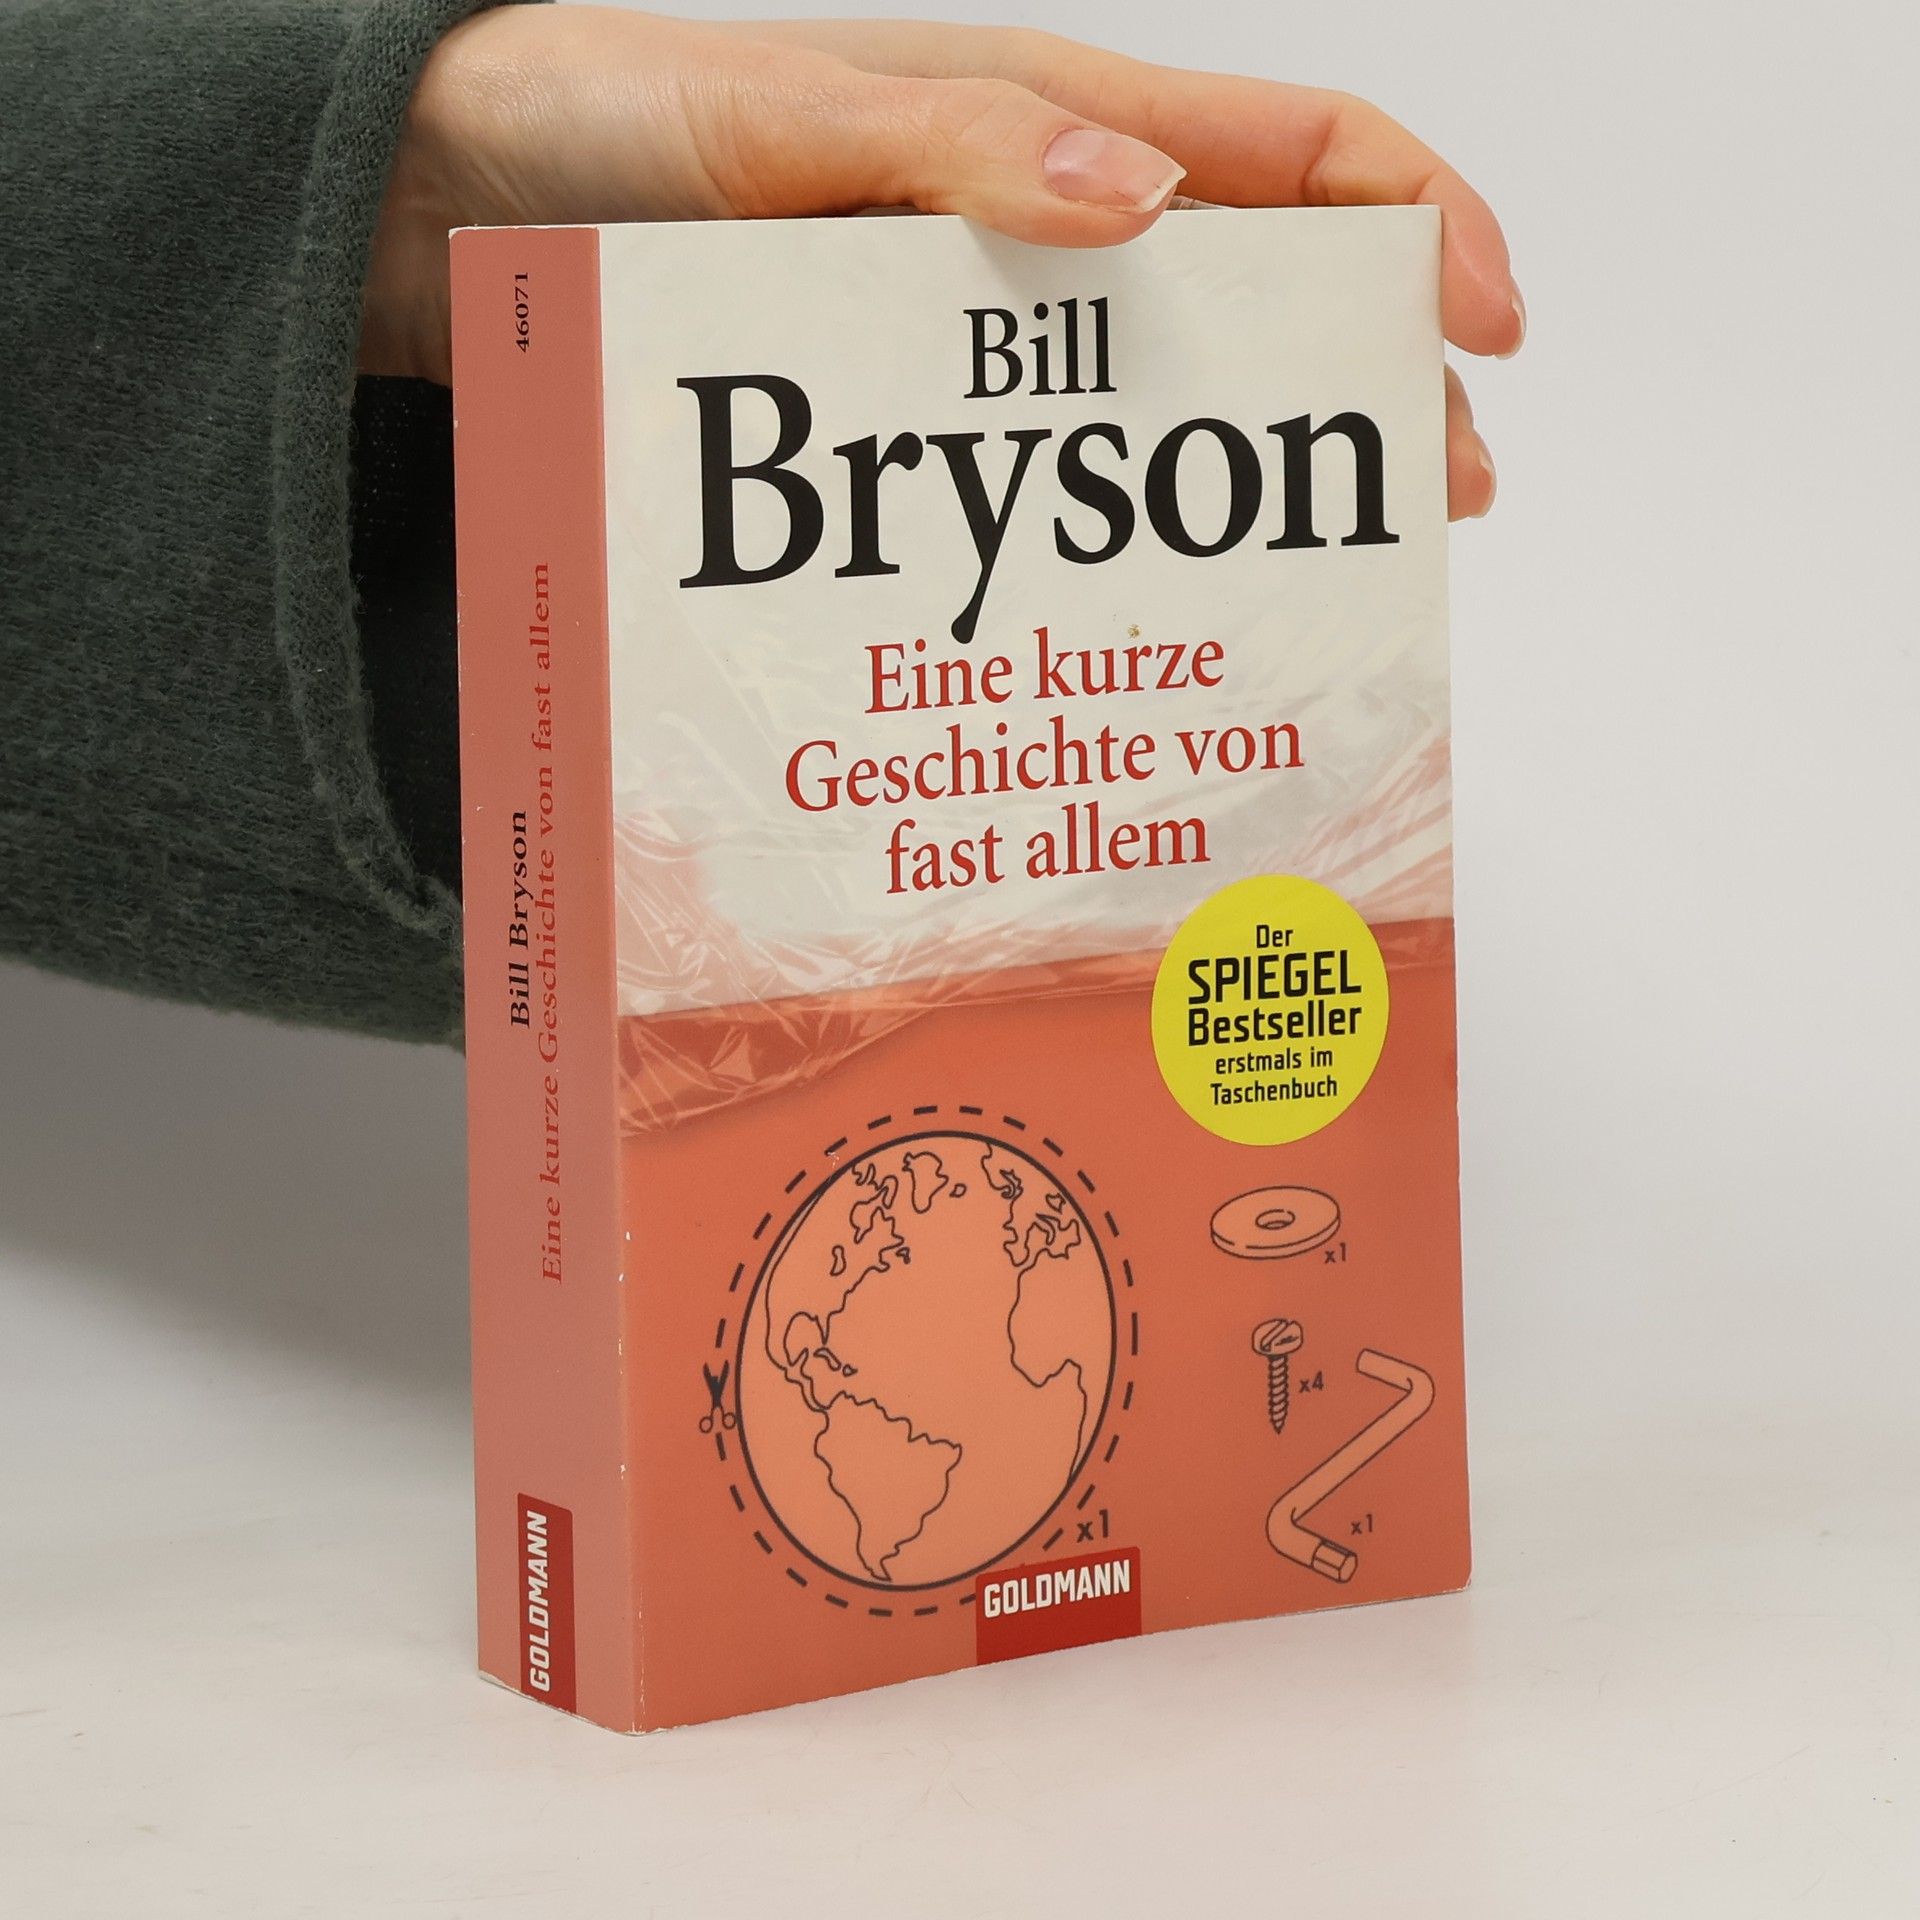 46071
Bill Bryson
Eine kurze Geschichte von fast allem
GOLDMANN
Bill
Bryson
Eine kurze
Geschichte von
fast allem
Der
SPIEGEL
Bestseller
erstmals im
Taschenbuch
x1
x4
x1
x1
GOLDMANN